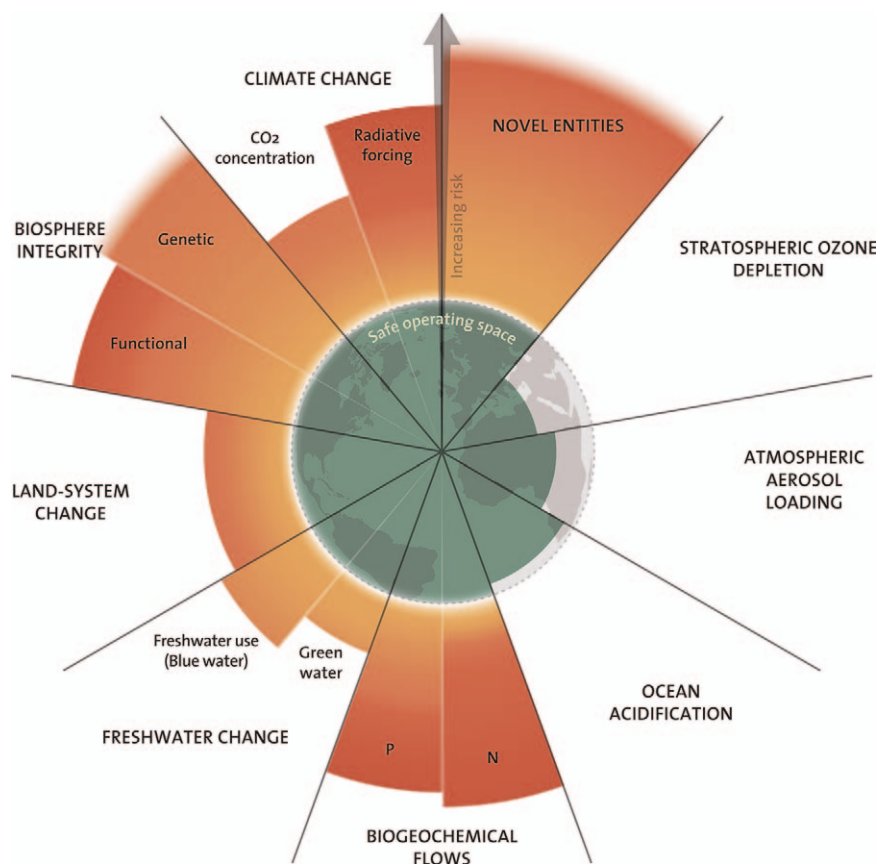 CLIMATE CHANGE
CO2
concentration
Radiative
forcing
NOVEL ENTITIES
Increasing risk
BIOSPHERE
INTEGRITY
Genetic
Functional
STRATOSPHERIC OZONE
DEPLETION
Safe operating space
LAND-SYSTEM
CHANGE
ATMOSPHERIC
AEROSOL
LOADING
Freshwater use
(Blue water)
Green
water
FRESHWATER CHANGE
OCEAN
ACIDIFICATION
P
N
BIOGEOCHEMICAL
FLOWS